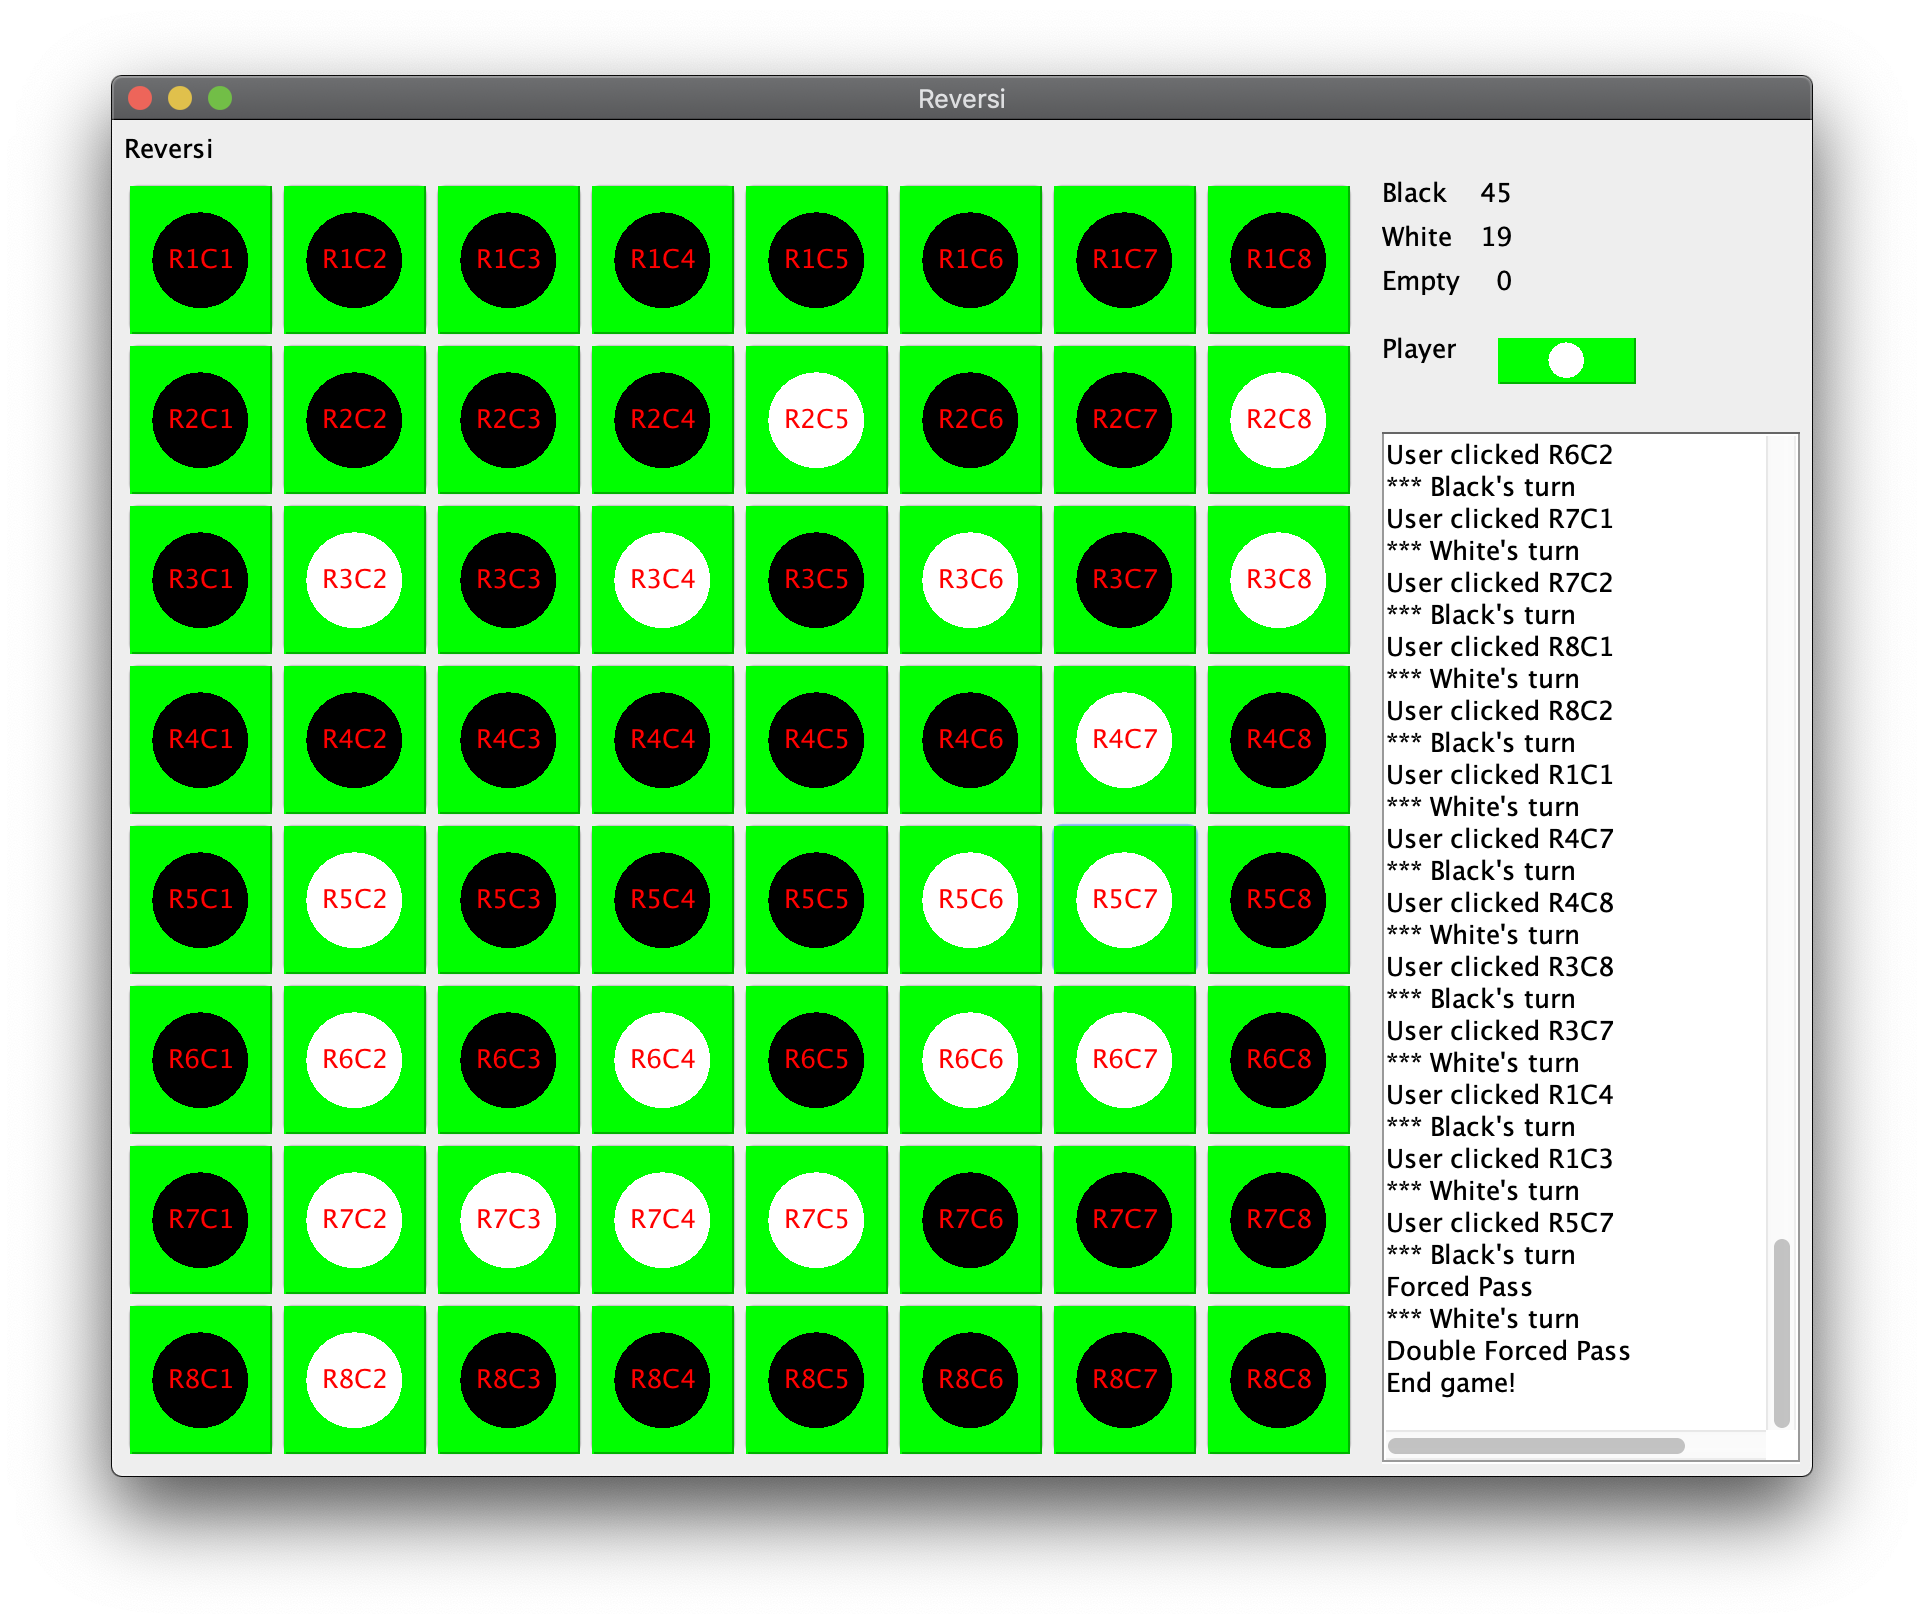 Reversi
Reversi
R1C1 R1C2 R1C3 R1C4 R1C5 R1C6 R1C7 R1C8
R2C1 R2C2 R2C3 R2C4 R2C5 R2C6 R2C7 R2C8
R3C1 R3C2 R3C3 R3C4 R3C5 R3C6 R3C7 R3C8
R4C1 R4C2 R4C3 R4C4 R4C5 R4C6 R4C7 R4C8
R5C1 R5C2 R5C3 R5C4 R5C5 R5C6 R5C7 R5C8
R6C1 R6C2 R6C3 R6C4 R6C5 R6C6 R6C7 R6C8
R7C1 R7C2 R7C3 R7C4 R7C5 R7C6 R7C7 R7C8
R8C1 R8C2 R8C3 R8C4 R8C5 R8C6 R8C7 R8C8
Black 45
White 19
Empty 0
Player
User clicked R6C2
*** Black's turn
User clicked R7C1
*** White's turn
User clicked R7C2
*** Black's turn
User clicked R8C1
*** White's turn
User clicked R8C2
*** Black's turn
User clicked R1C1
*** White's turn
User clicked R4C7
*** Black's turn
User clicked R4C8
*** White's turn
User clicked R3C8
*** Black's turn
User clicked R3C7
*** White's turn
User clicked R1C4
*** Black's turn
User clicked R1C3
*** White's turn
User clicked R5C7
*** Black's turn
Forced Pass
*** White's turn
Double Forced Pass
End game!